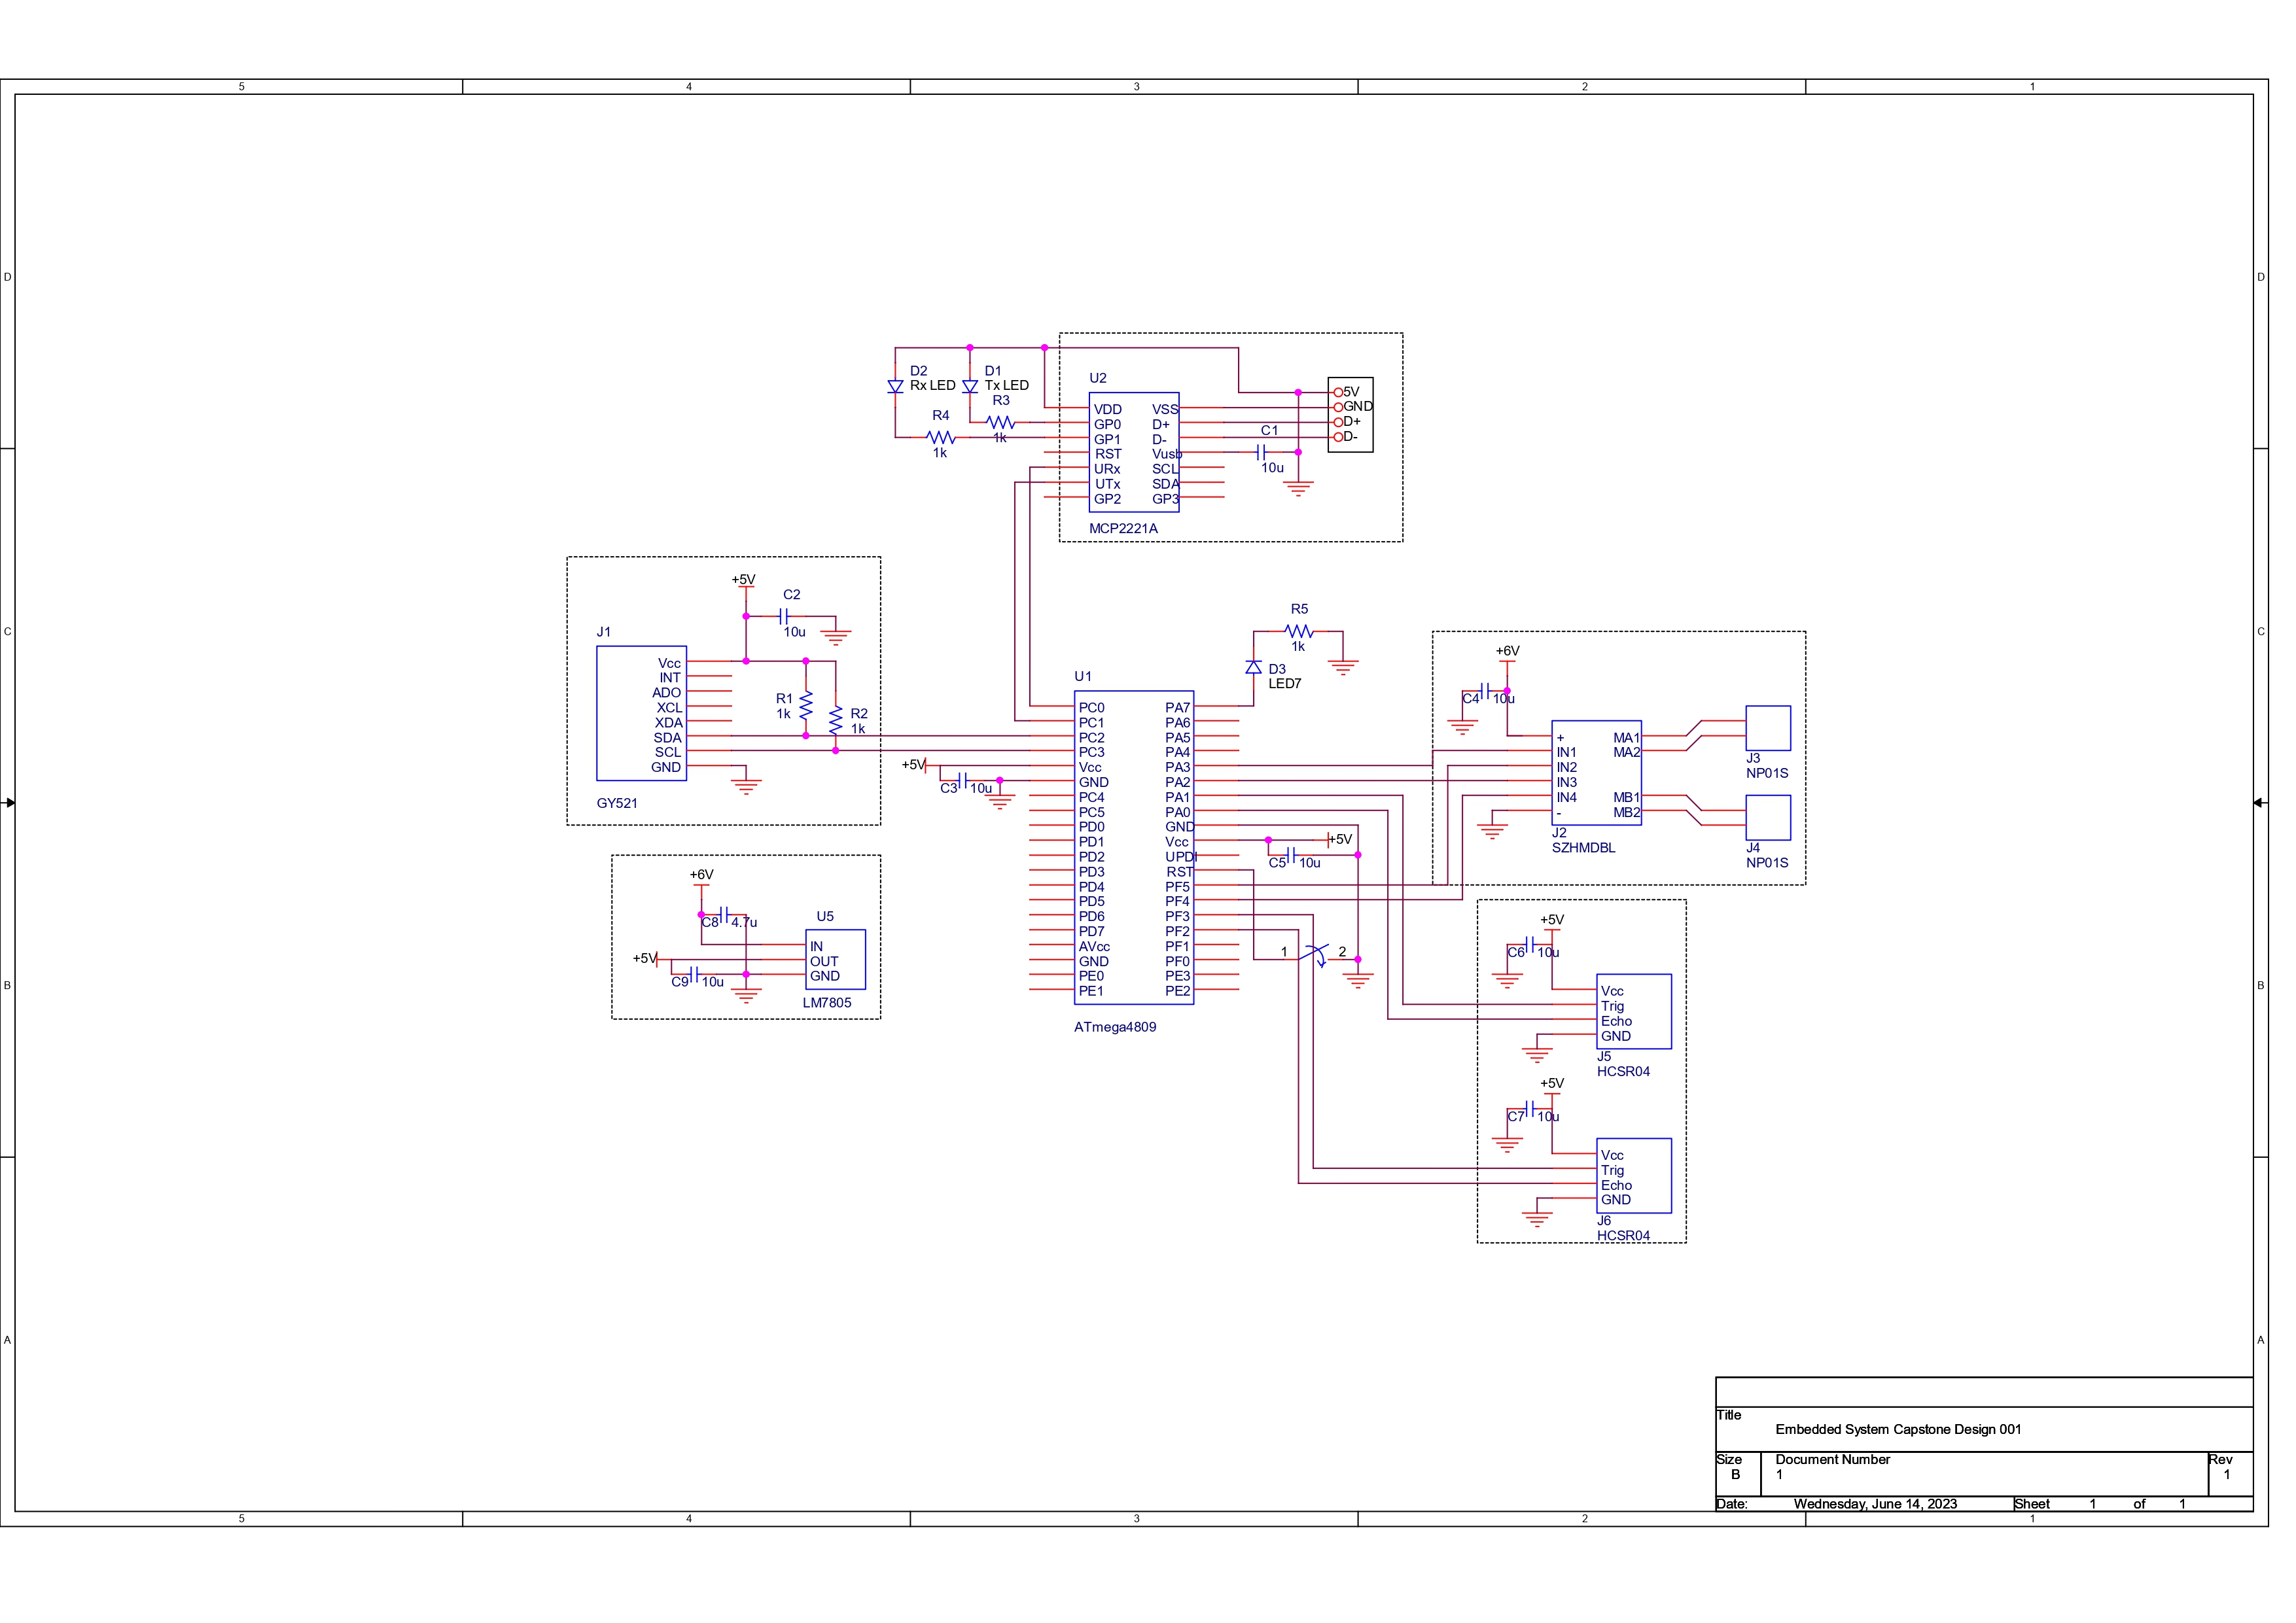 5 4 3 2 1
D D
C C
B B
A A
D2
Rx LED
D1
Tx LED
R3
1k
R4
1k
U2
VDD VSS
GP0 D+
GP1 D-
RST Vusb
URx SCL
UTx SDA
GP2 GP3
MCP2221A
C1
10u
5V
GND
D+
D-
+5V
C2
10u
J1
Vcc
INT
ADO
XCL
XDA
SDA
SCL
GND
GY521
R1
1k
R2
1k
+5V
C3 10u
R5
1k
D3
LED7
U1
PC0 PA7
PC1 PA6
PC2 PA5
PC3 PA4
Vcc PA3
GND PA2
PC4 PA1
PC5 PA0
PD0 GND
PD1 Vcc
PD2 UPDI
PD3 RST
PD4 PF5
PD5 PF4
PD6 PF3
PD7 PF2
AVcc PF1
GND PF0
PE0 PE3
PE1 PE2
ATmega4809
+5V
C5 10u
1 2
+6V
C4 10u
+ MA1
IN1 MA2
IN2
IN3
IN4 MB1
- MB2
J2
SZHMDBL
J3
NP01S
J4
NP01S
+6V
C8 4.7u
U5
IN
OUT
GND
LM7805
+5V
C9 10u
+5V
C6 10u
Vcc
Trig
Echo
GND
J5
HCSR04
+5V
C7 10u
Vcc
Trig
Echo
GND
J6
HCSR04
Title
Embedded System Capstone Design 001
Size Document Number Rev
B 1 1
Date: Wednesday, June 14, 2023 Sheet 1 of 1
5 4 3 2 1